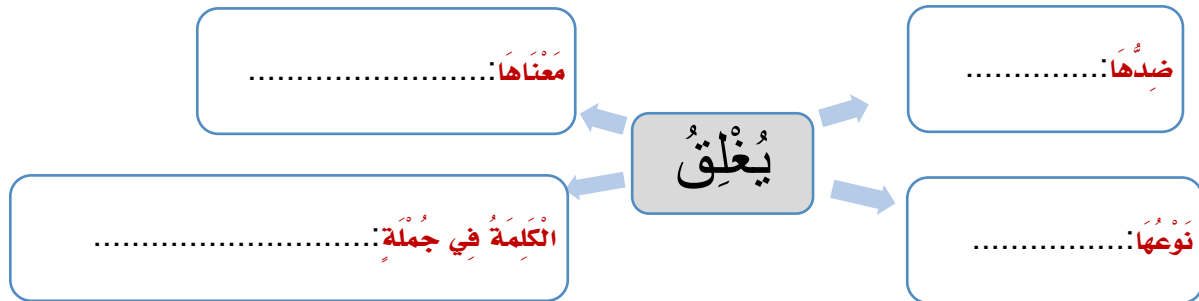 ضِدُّهَا:..............
مَعْنَاهَا:.........................
يُغْلِقُ
نَوْعُهَا:................
الْكَلِمَةُ فِي جُمْلَةٍ:.............................